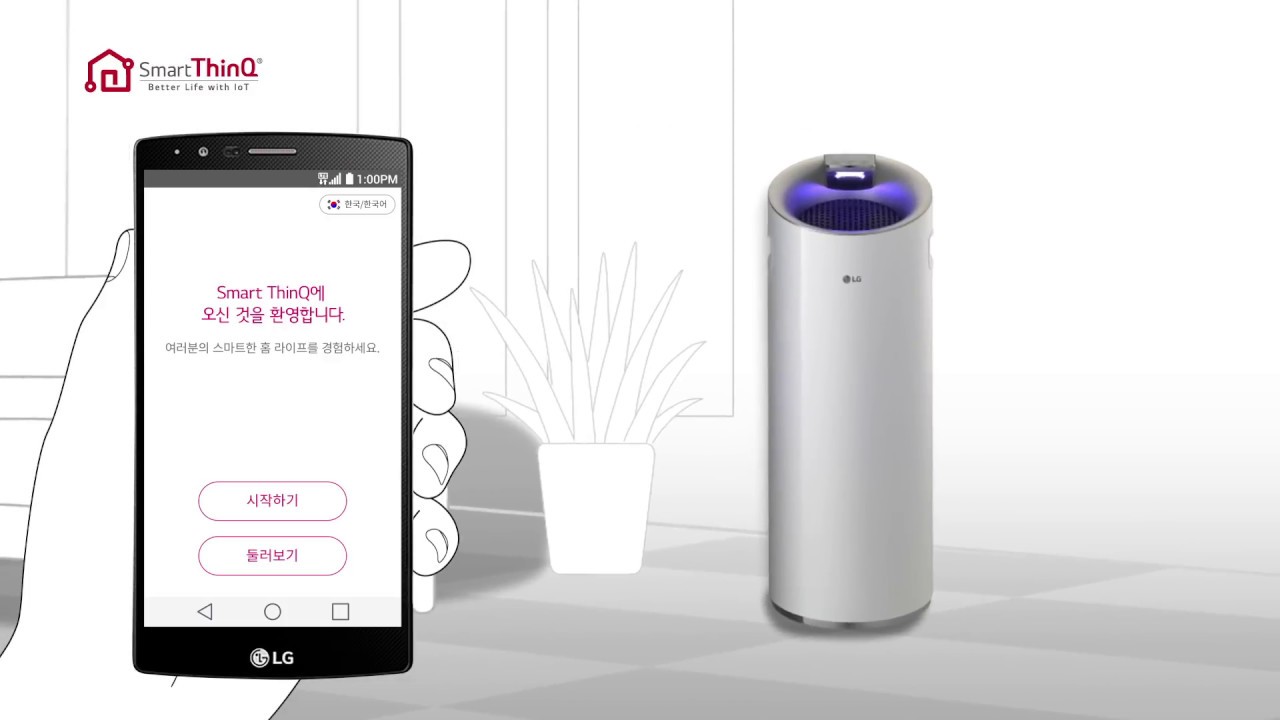 SmartThinQ®
Better Life with IoT
LTE
1:00PM
한국/한국어
Smart ThinQ에
오신 것을 환영합니다.
여러분의 스마트한 홈 라이프를 경험하세요.
시작하기
둘러보기
LG
LG